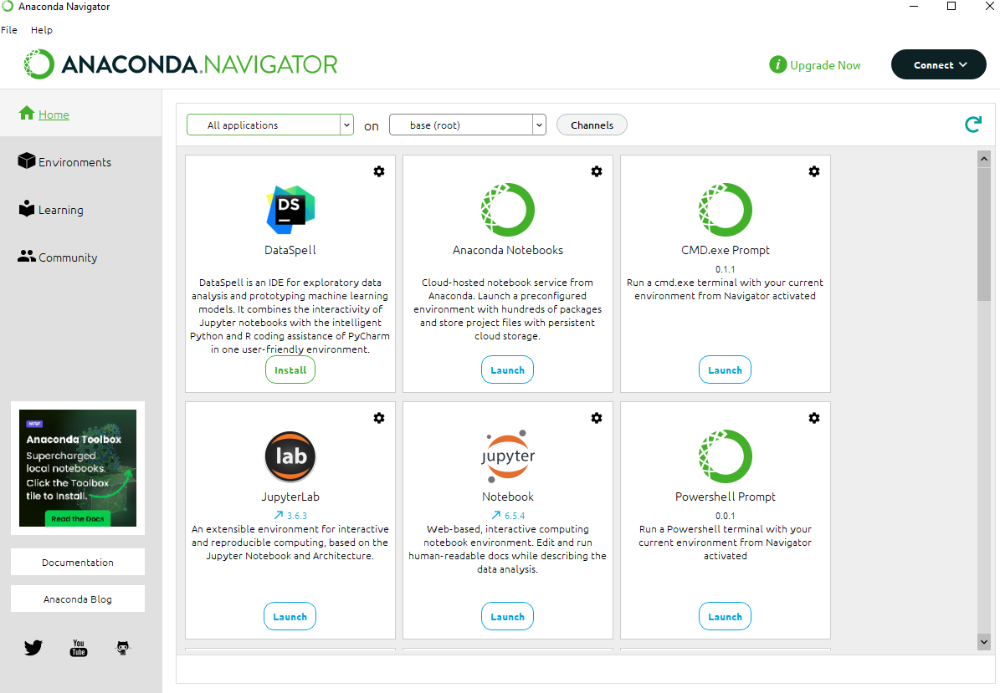 Anaconda Navigator
File Help
ANACONDA.NAVIGATOR
i Upgrade Now
Connect
Home
All applications
on
base (root)
Channels
Environments
Learning
Community
DS
DataSpell
DataSpell is an IDE for exploratory data
analysis and prototyping machine learning
models. It combines the interactivity of
Jupyter notebooks with the intelligent
Python and R coding assistance of PyCharm
in one user-friendly environment.
Install
Anaconda Notebooks
Cloud-hosted notebook service from
Anaconda. Launch a preconfigured
environment with hundreds of packages
and store project files with persistent
cloud storage.
Launch
CMD.exe Prompt
0.1.1
Run a cmd.exe terminal with your current
environment from Navigator activated
Launch
lab
JupyterLab
3.6.3
An extensible environment for interactive
and reproducible computing, based on the
Jupyter Notebook and Architecture.
Launch
jupyter
Notebook
6.5.4
Web-based, interactive computing
notebook environment. Edit and run
human-readable docs while describing the
data analysis.
Launch
Powershell Prompt
0.0.1
Run a Powershell terminal with your
current environment from Navigator
activated
Launch
NEW
Anaconda Toolbox
Supercharged
local notebooks.
Click the Toolbox
tile to Install.
Read the Docs
Documentation
Anaconda Blog
You
Tube